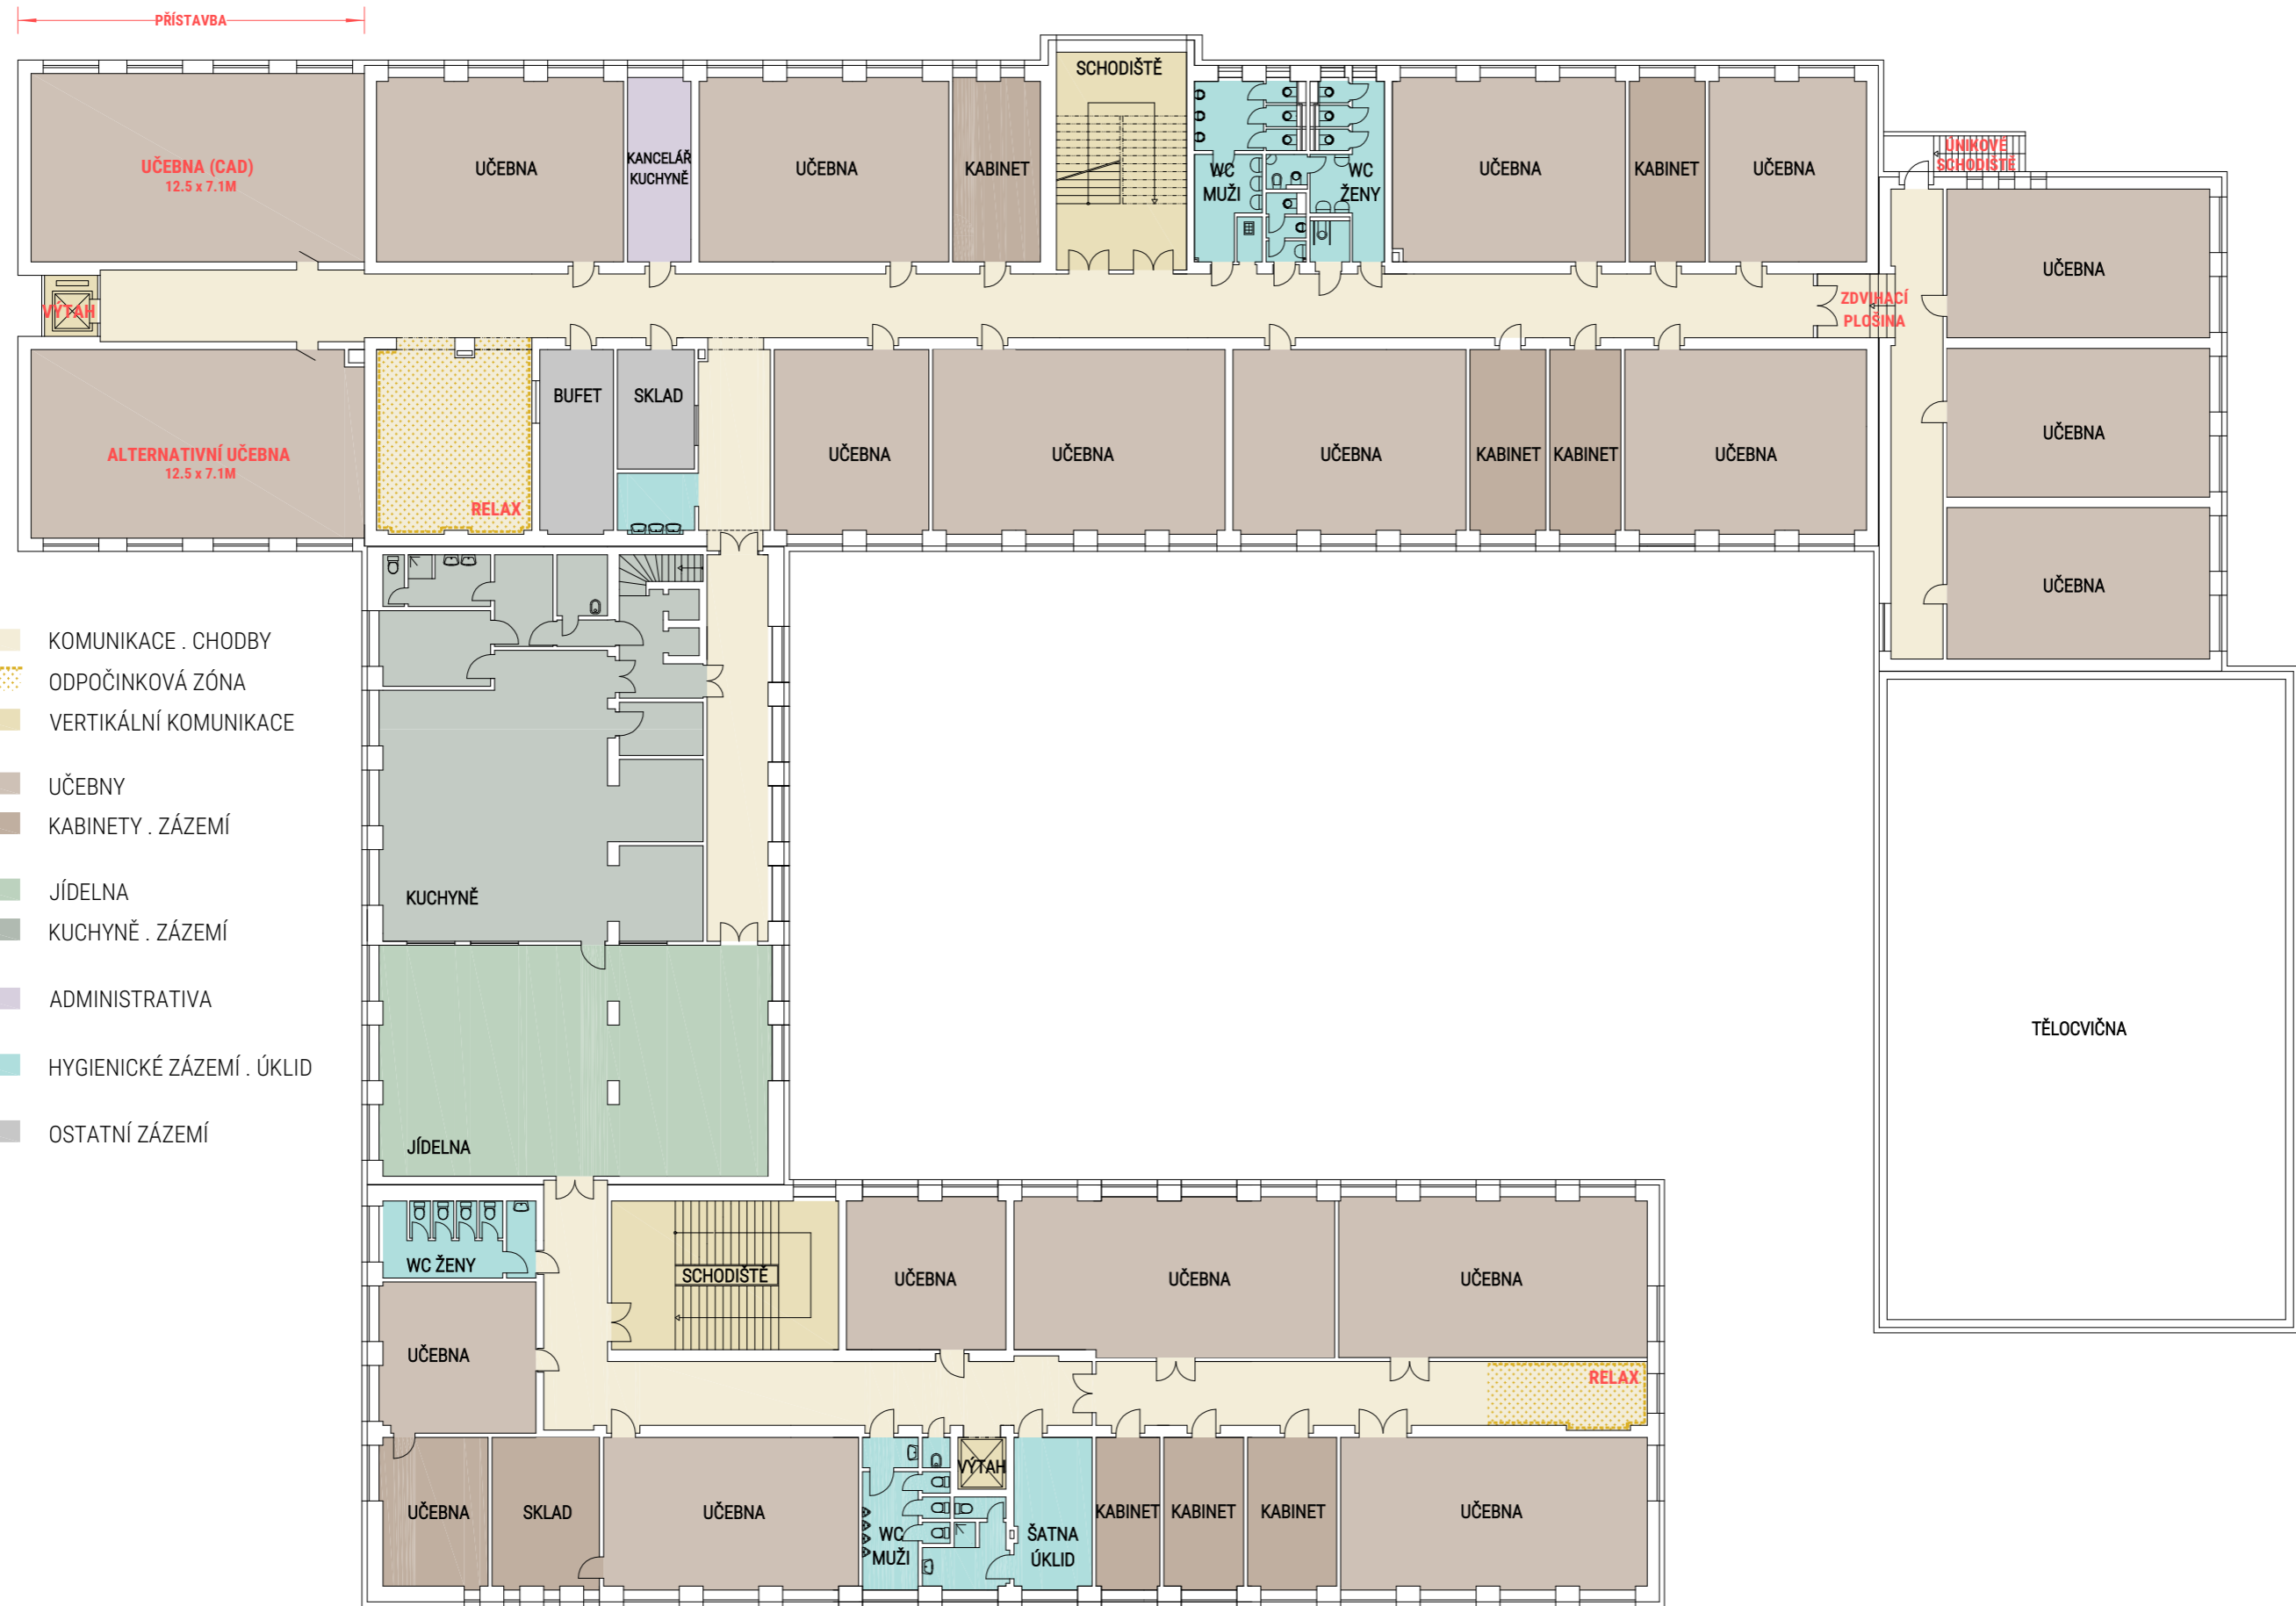 PŘÍSTAVBA
SCHODIŠTĚ
UČEBNA (CAD)
12.5 x 7.1M
UČEBNA
KANCELÁŘ
KUCHYNĚ
UČEBNA
KABINET
WC
MUŽI
WC
ŽENY
UČEBNA
KABINET
UČEBNA
ÚNIKOVÉ
SCHODIŠTĚ
UČEBNA
VÝTAH
ZDVIHACÍ
PLOŠINA
BUFET
SKLAD
ALTERNATIVNÍ UČEBNA
12.5 x 7.1M
RELAX
UČEBNA
UČEBNA
UČEBNA
KABINET
KABINET
UČEBNA
UČEBNA
UČEBNA
KOMUNIKACE . CHODBY
ODPOČINKOVÁ ZÓNA
VERTIKÁLNÍ KOMUNIKACE
UČEBNY
KABINETY . ZÁZEMÍ
JÍDELNA
KUCHYNĚ . ZÁZEMÍ
ADMINISTRATIVA
HYGIENICKÉ ZÁZEMÍ . ÚKLID
OSTATNÍ ZÁZEMÍ
KUCHYNĚ
JÍDELNA
TĚLOCVIČNA
WC ŽENY
SCHODIŠTĚ
UČEBNA
UČEBNA
UČEBNA
UČEBNA
RELAX
UČEBNA
SKLAD
UČEBNA
WC
MUŽI
VÝTAH
ŠATNA
ÚKLID
KABINET
KABINET
KABINET
UČEBNA